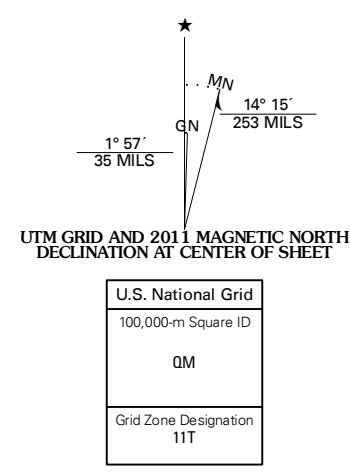 ★
MN
14° 15´
253 MILS
GN
1° 57´
35 MILS
UTM GRID AND 2011 MAGNETIC NORTH
DECLINATION AT CENTER OF SHEET
U.S. National Grid
100,000-m Square ID
QM
Grid Zone Designation
11T